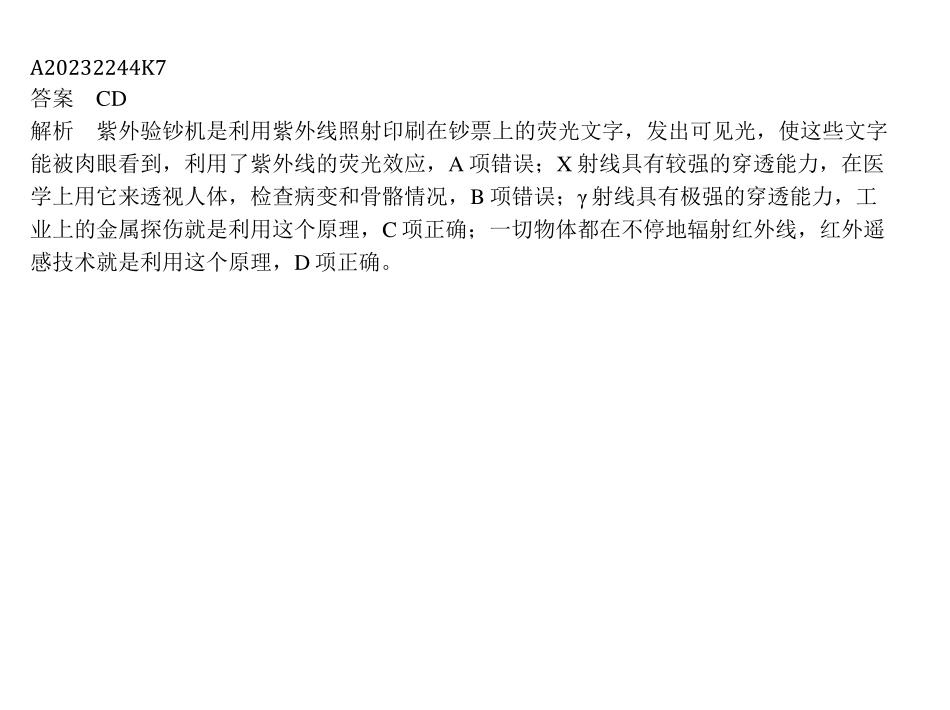 A20232244K7
答案　CD
解析　紫外验钞机是利用紫外线照射印刷在钞票上的荧光文字，发出可见光，使这些文字
能被肉眼看到，利用了紫外线的荧光效应，A 项错误；X 射线具有较强的穿透能力，在医
学上用它来透视人体，检查病变和骨骼情况，B 项错误；γ 射线具有极强的穿透能力，工
业上的金属探伤就是利用这个原理，C 项正确；一切物体都在不停地辐射红外线，红外遥
感技术就是利用这个原理，D 项正确。